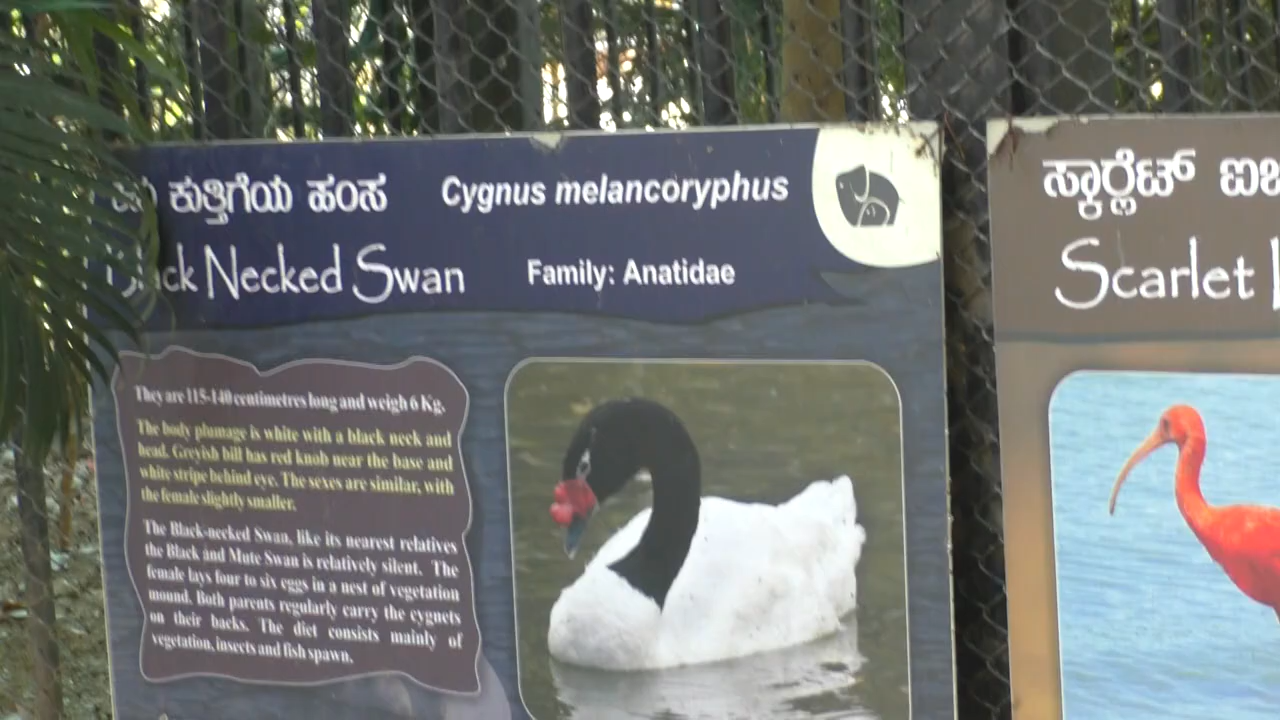 ಕುತ್ತಿಗೆಯ ಹಂಸ
Cygnus melancoryphus
Necked Swan
Family: Anatidae
They are 115-140 centimetres long and weigh 6 Kg.
The body plumage is white with a black neck and
head. Greyish bill has red knob near the base and
white stripe behind eye. The sexes are similar, with
the female slightly smaller.
The Black-necked Swan, like its nearest relatives
the Black and Mute Swan is relatively silent. The
female lays four to six eggs in a nest of vegetation
mound. Both parents regularly carry the cygnets
on their backs. The diet consists mainly of
vegetation, insects and fish spawn.
ಸ್ಕಾರ್ಲೆಟ್
Scarlet